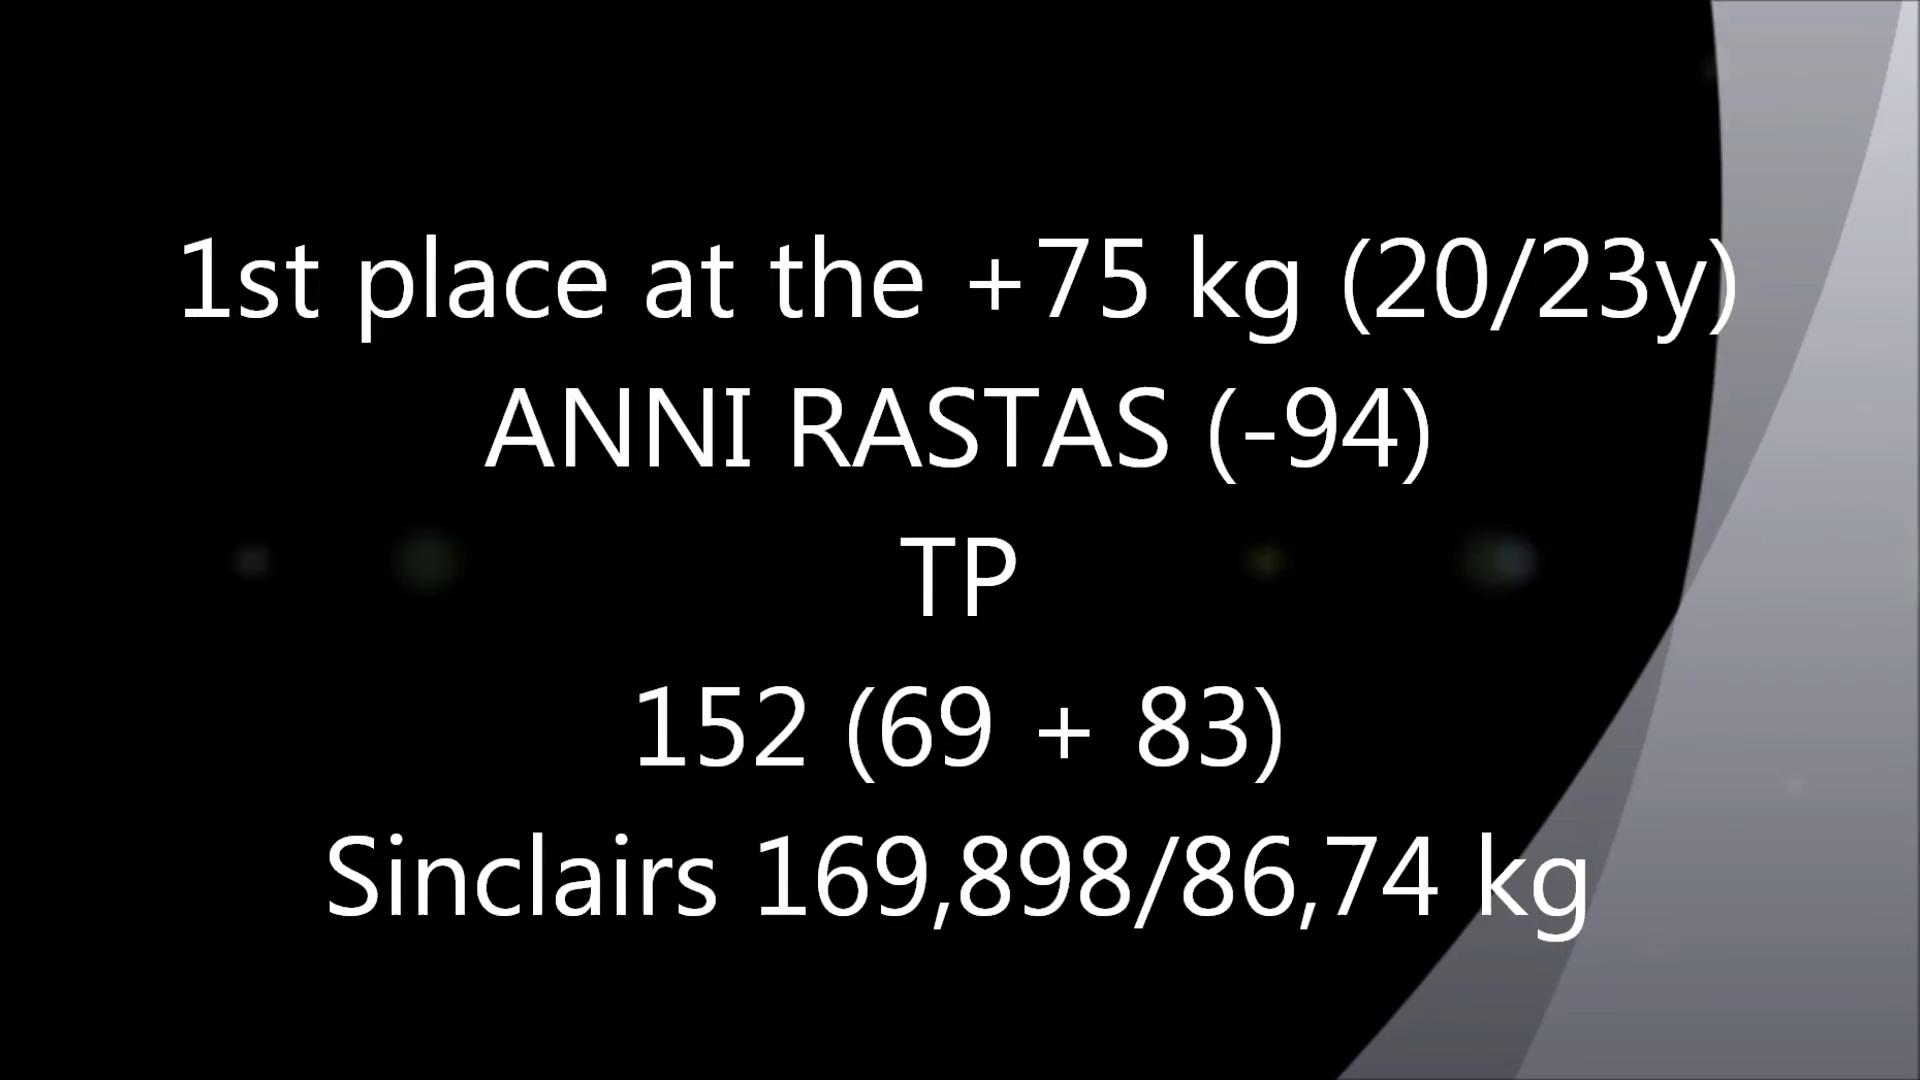 1st place at the +75 kg (20/23y)
ANNI RASTAS (-94)
TP
152 (69 + 83)
Sinclairs 169,898/86,74 kg